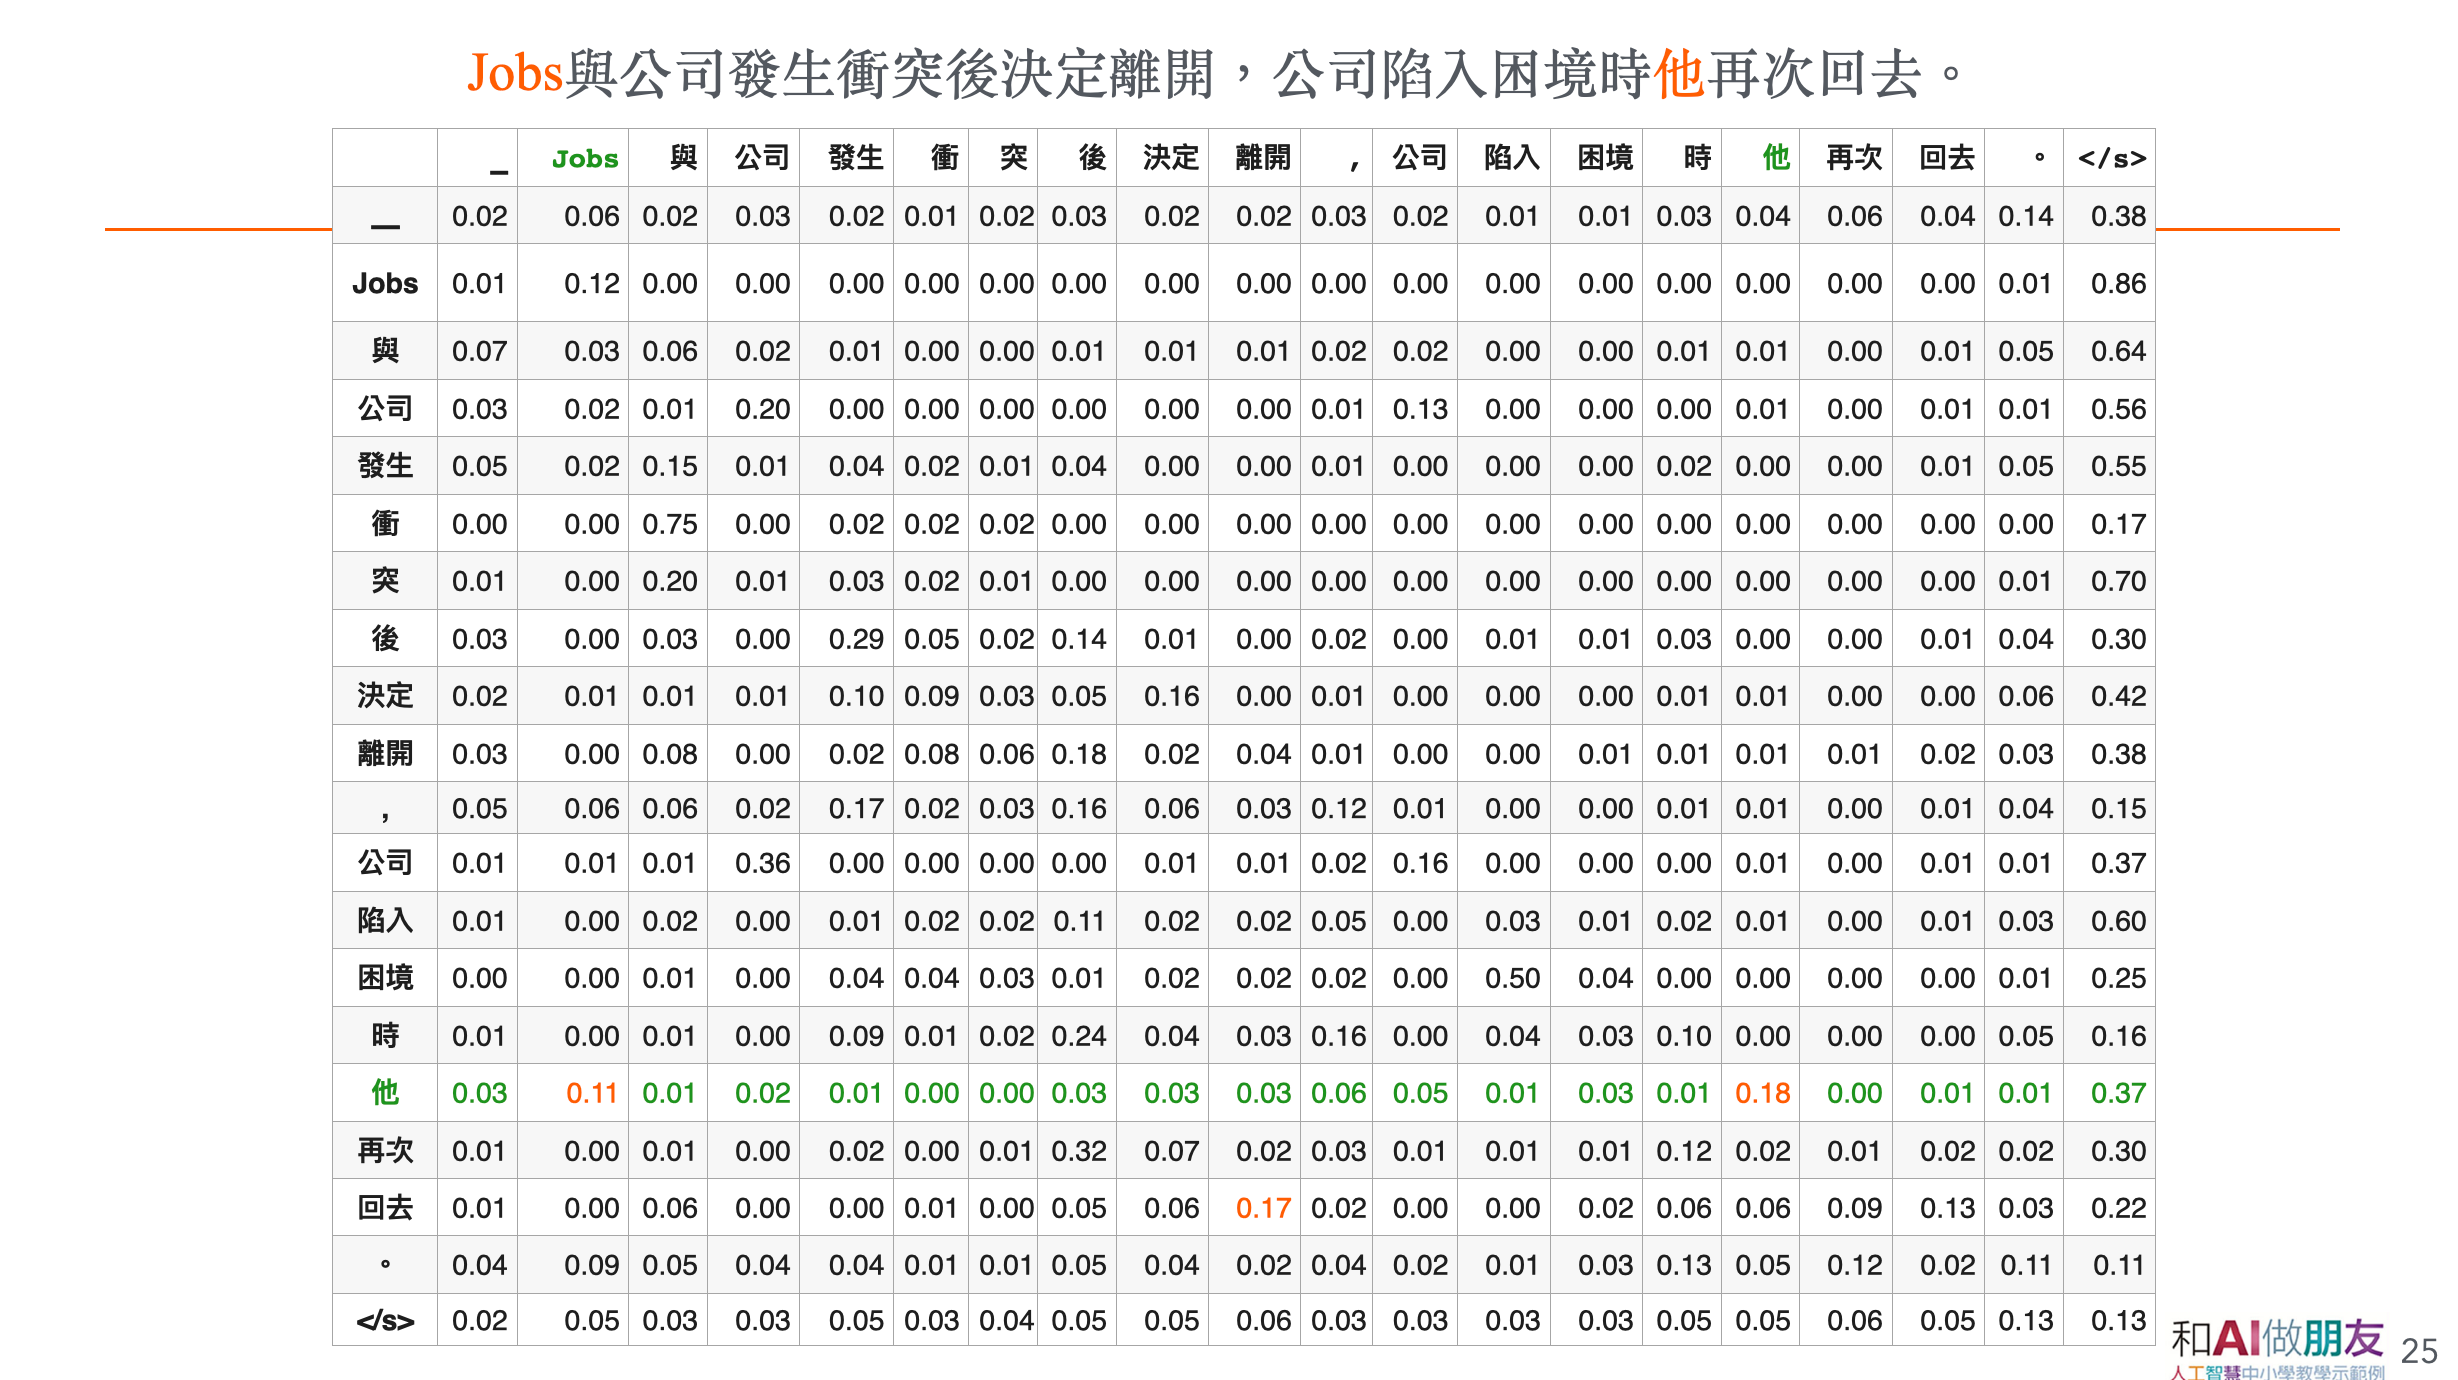 Jobs與公司發生衝突後決定離開，公司陷入困境時他再次回去。
_ Jobs 與 公司 發生 衝 突 後 決定 離開 , 公司 陷入 困境 時 他 再次 回去 。 </s>
__ 0.02 0.06 0.02 0.03 0.02 0.01 0.02 0.03 0.02 0.02 0.03 0.02 0.01 0.01 0.03 0.04 0.06 0.04 0.14 0.38
Jobs 0.01 0.12 0.00 0.00 0.00 0.00 0.00 0.00 0.00 0.00 0.00 0.00 0.00 0.00 0.00 0.00 0.00 0.00 0.01 0.86
與 0.07 0.03 0.06 0.02 0.01 0.00 0.00 0.01 0.01 0.01 0.02 0.02 0.00 0.00 0.01 0.01 0.00 0.01 0.05 0.64
公司 0.03 0.02 0.01 0.20 0.00 0.00 0.00 0.00 0.00 0.00 0.01 0.13 0.00 0.00 0.00 0.01 0.00 0.01 0.01 0.56
發生 0.05 0.02 0.15 0.01 0.04 0.02 0.01 0.04 0.00 0.00 0.01 0.00 0.00 0.00 0.02 0.00 0.00 0.01 0.05 0.55
衝 0.00 0.00 0.75 0.00 0.02 0.02 0.02 0.00 0.00 0.00 0.00 0.00 0.00 0.00 0.00 0.00 0.00 0.00 0.00 0.17
突 0.01 0.00 0.20 0.01 0.03 0.02 0.01 0.00 0.00 0.00 0.00 0.00 0.00 0.00 0.00 0.00 0.00 0.00 0.01 0.70
後 0.03 0.00 0.03 0.00 0.29 0.05 0.02 0.14 0.01 0.00 0.02 0.00 0.01 0.01 0.03 0.00 0.00 0.01 0.04 0.30
決定 0.02 0.01 0.01 0.01 0.10 0.09 0.03 0.05 0.16 0.00 0.01 0.00 0.00 0.00 0.01 0.01 0.00 0.00 0.06 0.42
離開 0.03 0.00 0.08 0.00 0.02 0.08 0.06 0.18 0.02 0.04 0.01 0.00 0.00 0.01 0.01 0.01 0.01 0.02 0.03 0.38
, 0.05 0.06 0.06 0.02 0.17 0.02 0.03 0.16 0.06 0.03 0.12 0.01 0.00 0.00 0.01 0.01 0.00 0.01 0.04 0.15
公司 0.01 0.01 0.01 0.36 0.00 0.00 0.00 0.00 0.01 0.01 0.02 0.16 0.00 0.00 0.00 0.01 0.00 0.01 0.01 0.37
陷入 0.01 0.00 0.02 0.00 0.01 0.02 0.02 0.11 0.02 0.02 0.05 0.00 0.03 0.01 0.02 0.01 0.00 0.01 0.03 0.60
困境 0.00 0.00 0.01 0.00 0.04 0.04 0.03 0.01 0.02 0.02 0.02 0.00 0.50 0.04 0.00 0.00 0.00 0.00 0.01 0.25
時 0.01 0.00 0.01 0.00 0.09 0.01 0.02 0.24 0.04 0.03 0.16 0.00 0.04 0.03 0.10 0.00 0.00 0.00 0.05 0.16
他 0.03 0.11 0.01 0.02 0.01 0.00 0.00 0.03 0.03 0.03 0.06 0.05 0.01 0.03 0.01 0.18 0.00 0.01 0.01 0.37
再次 0.01 0.00 0.01 0.00 0.02 0.00 0.01 0.32 0.07 0.02 0.03 0.01 0.01 0.01 0.12 0.02 0.01 0.02 0.02 0.30
回去 0.01 0.00 0.06 0.00 0.00 0.01 0.00 0.05 0.06 0.17 0.02 0.00 0.00 0.02 0.06 0.06 0.09 0.13 0.03 0.22
。 0.04 0.09 0.05 0.04 0.04 0.01 0.01 0.05 0.04 0.02 0.04 0.02 0.01 0.03 0.13 0.05 0.12 0.02 0.11 0.11
</s> 0.02 0.05 0.03 0.03 0.05 0.03 0.04 0.05 0.05 0.06 0.03 0.03 0.03 0.03 0.05 0.05 0.06 0.05 0.13 0.13
和AI做朋友 25
人工智慧中小學教學示範例